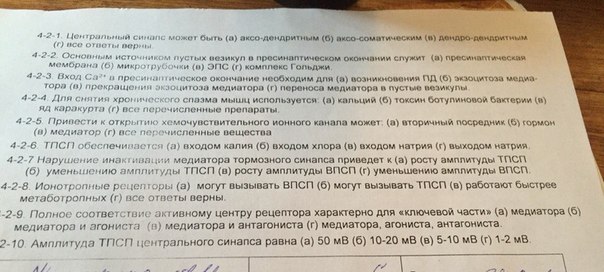 4-2-1. Центральный синапс может быть (а) аксо-дендритным (б) аксо-соматическим (в) дендро-дендритным
(г) все ответы верны.
4-2-2. Основным источником пустых везикул в пресинаптическом окончании служит (а) пресинаптическая
мембрана (б) микротрубочки (в) ЭПС (г) комплекс Гольджи.
4-2-3. Вход Ca²⁺ в пресинаптическое окончание необходим для (а) возникновения ПД (б) экзоцитоза медиа-
тора (в) прекращения экзоцитоза медиатора (г) переноса медиатора в пустые везикулы.
4-2-4. Для снятия хронического спазма мышц используется: (а) кальций (б) токсин ботулиновой бактерии (в)
яд каракурта (г) все перечисленные препараты.
4-2-5. Привести к открытию хемочувствительного ионного канала может: (а) вторичный посредник (б) гормон
(в) медиатор (г) все перечисленные вещества
4-2-6. ТПСП обеспечивается (а) входом калия (б) входом хлора (в) входом натрия (г) выходом натрия.
4-2-7 Нарушение инактивации медиатора тормозного синапса приведет к (а) росту амплитуды ТПСП
(б) уменьшению амплитуды ТПСП (в) росту амплитуды ВПСП (г) уменьшению амплитуды ВПСП.
4-2-8. Ионотропные рецепторы (а) могут вызывать ВПСП (б) могут вызывать ТПСП (в) работают быстрее
метаботропных (г) все ответы верны.
4-2-9. Полное соответствие активному центру рецептора характерно для «ключевой части» (а) медиатора (б)
медиатора и агониста (в) медиатора и антагониста (г) медиатора, агониста, антагониста.
2-10. Амплитуда ТПСП центрального синапса равна (а) 50 мВ (б) 10-20 мВ (в) 5-10 мВ (г) 1-2 мВ.